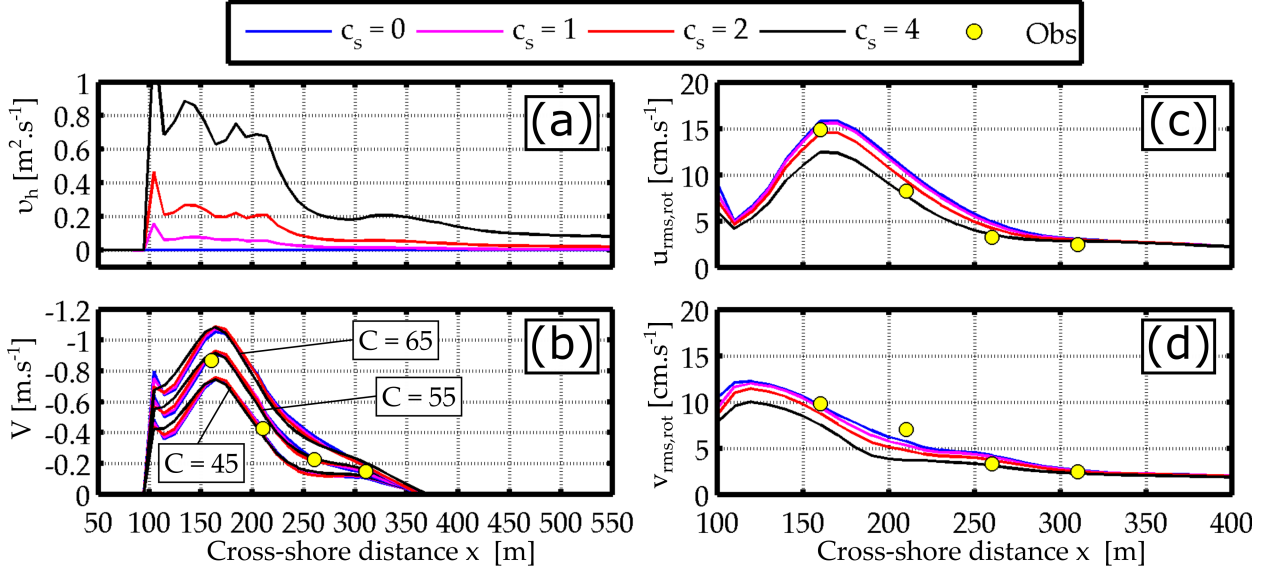 c_s = 0 c_s = 1 c_s = 2 c_s = 4 Obs
(a)
υ_h [m².s⁻¹]
1
0.8
0.6
0.4
0.2
0
(b)
V [m.s⁻¹]
-1.2
-1
-0.8
-0.6
-0.4
-0.2
0
C = 65
C = 55
C = 45
50 100 150 200 250 300 350 400 450 500 550
Cross-shore distance x [m]
(c)
u_rms,rot [cm.s⁻¹]
20
15
10
5
0
(d)
v_rms,rot [cm.s⁻¹]
20
15
10
5
0
100 150 200 250 300 350 400
Cross-shore distance x [m]